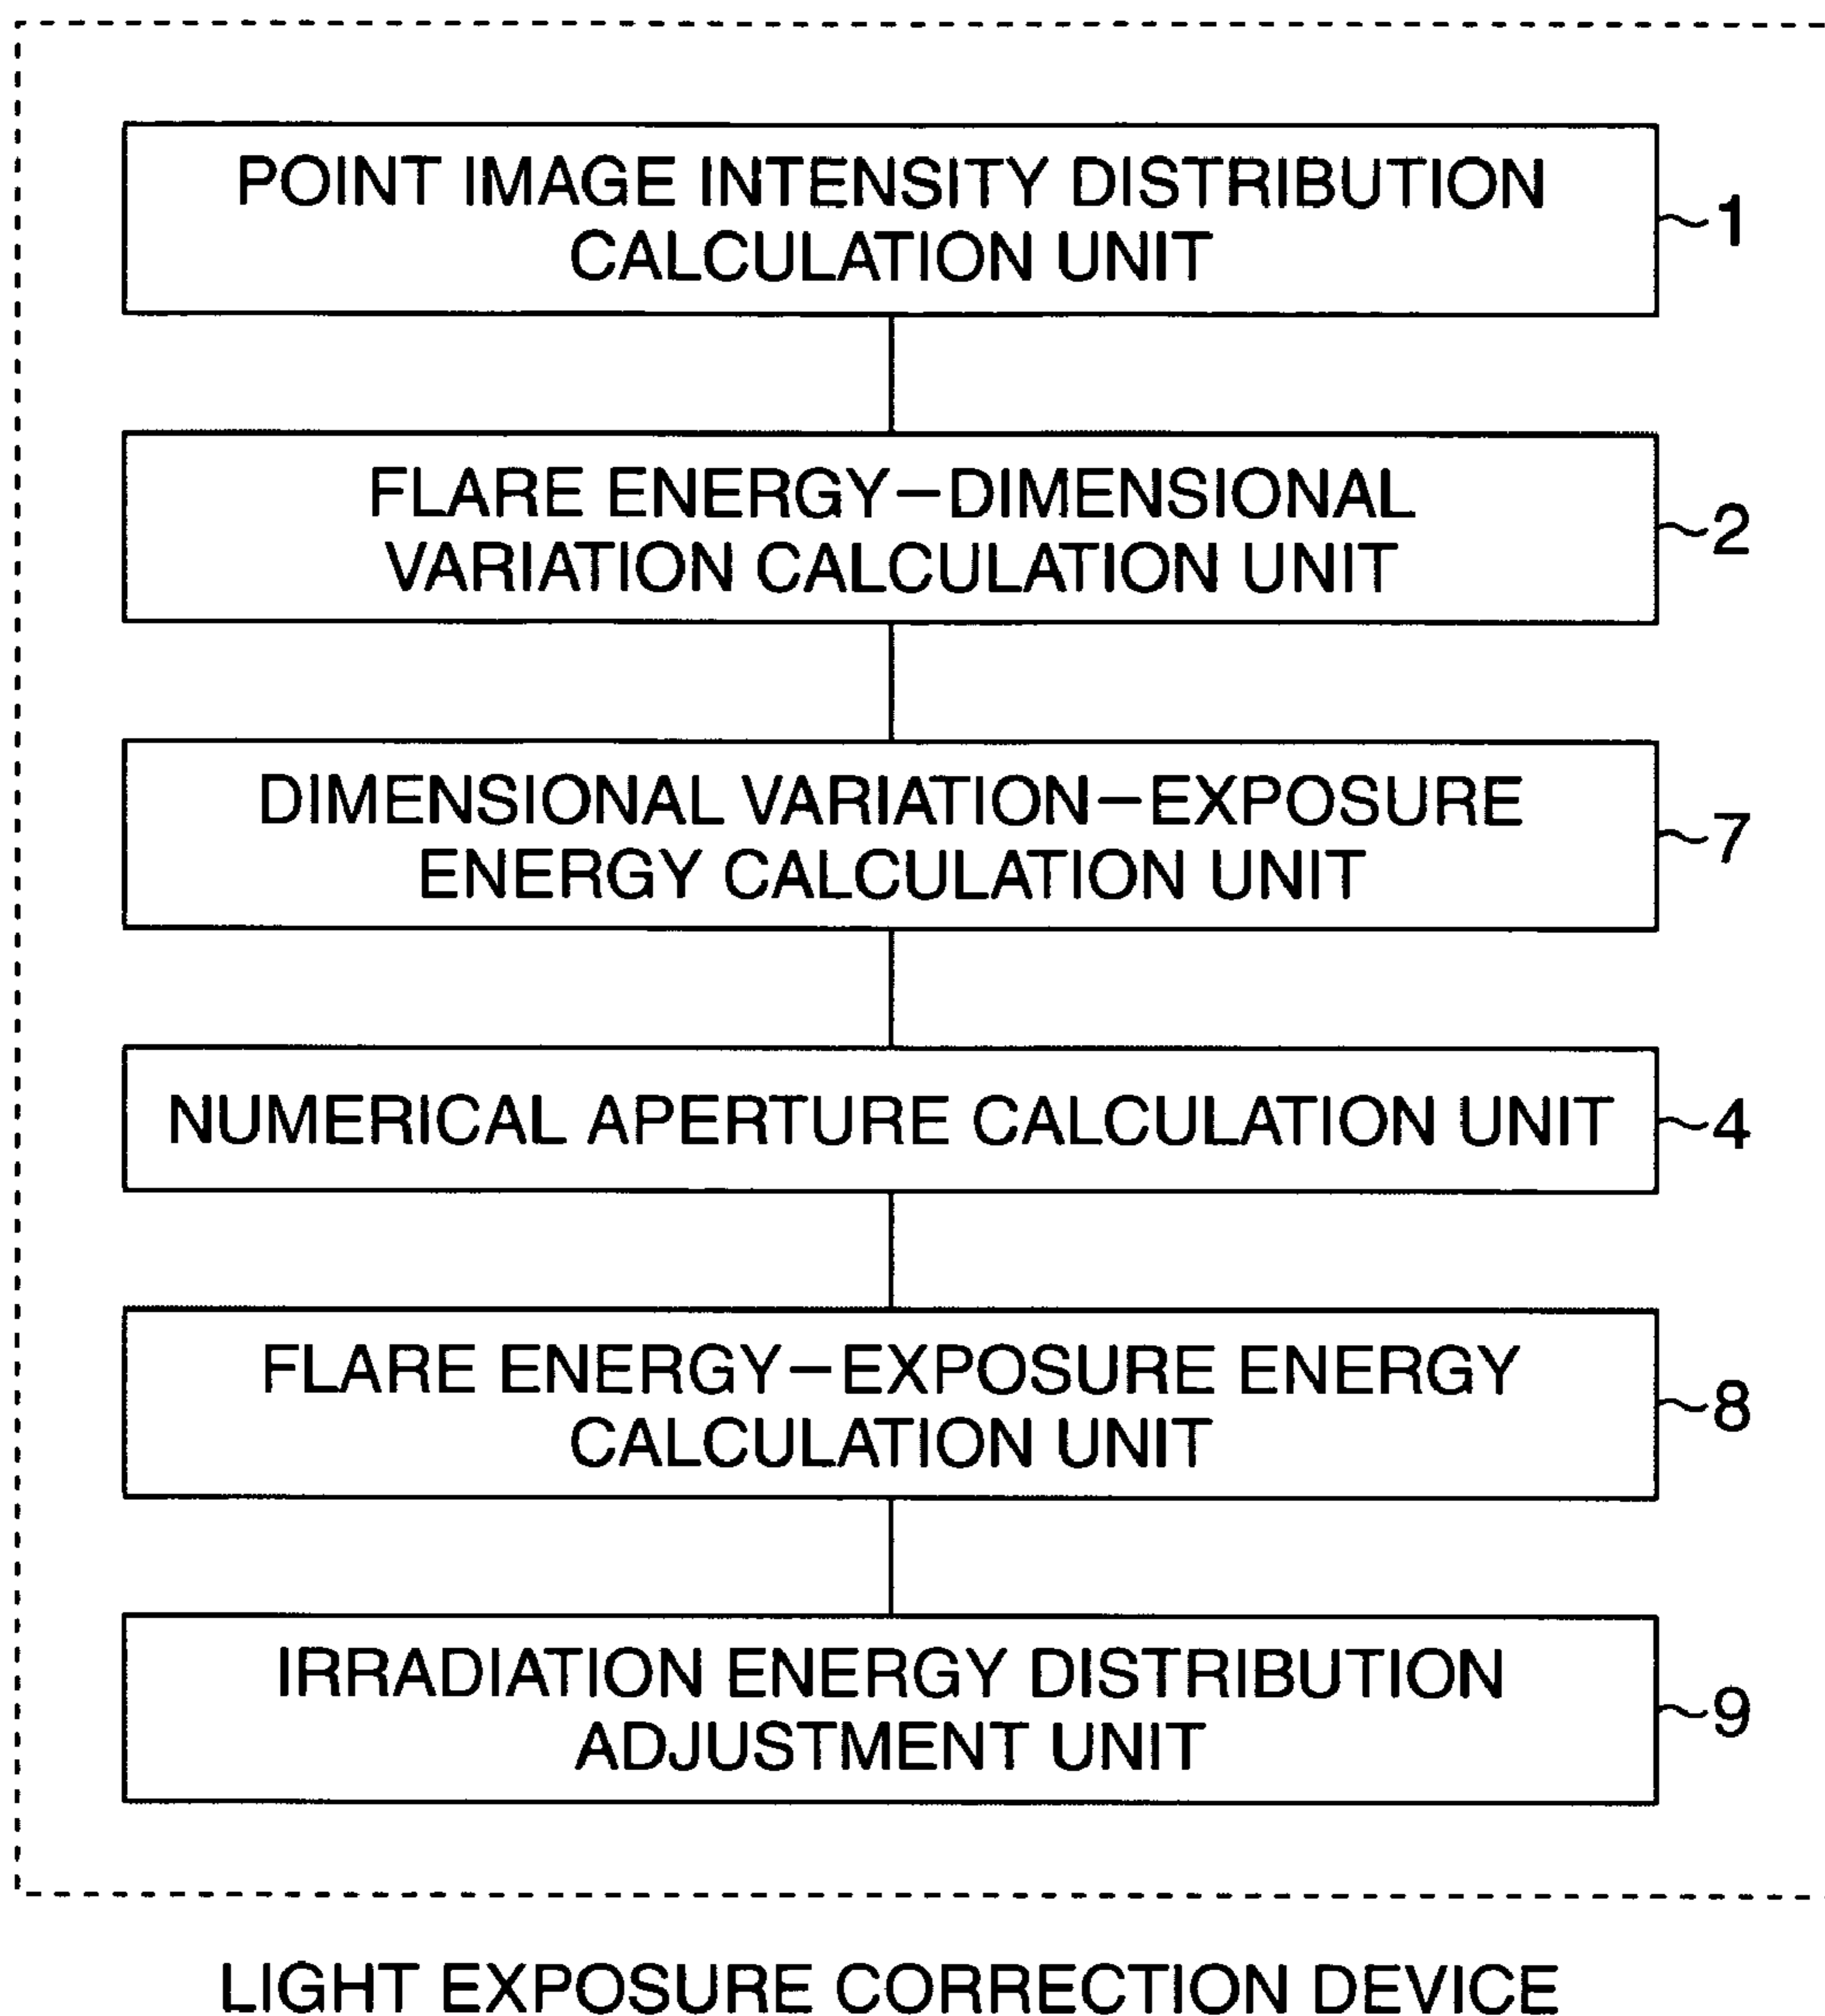 POINT IMAGE INTENSITY DISTRIBUTION
CALCULATION UNIT
1
FLARE ENERGY—DIMENSIONAL
VARIATION CALCULATION UNIT
2
DIMENSIONAL VARIATION—EXPOSURE
ENERGY CALCULATION UNIT
7
NUMERICAL APERTURE CALCULATION UNIT
4
FLARE ENERGY—EXPOSURE ENERGY
CALCULATION UNIT
8
IRRADIATION ENERGY DISTRIBUTION
ADJUSTMENT UNIT
9
LIGHT EXPOSURE CORRECTION DEVICE